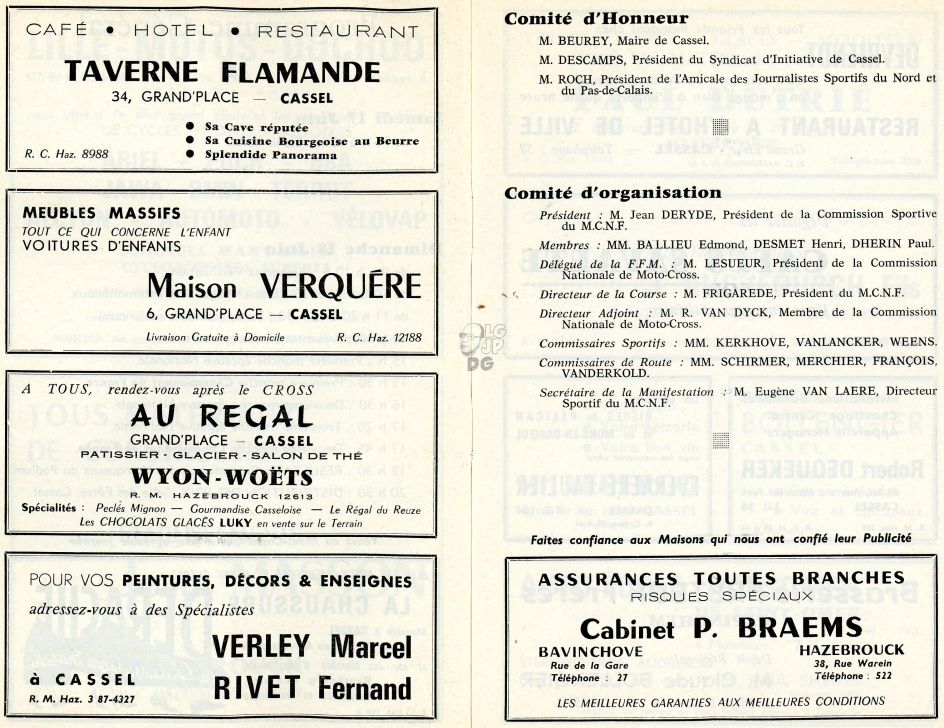 CAFÉ • HOTEL • RESTAURANT
TAVERNE FLAMANDE
34, GRAND'PLACE — CASSEL
● Sa Cave réputée
● Sa Cuisine Bourgeoise au Beurre
R. C. Haz. 8988 ● Splendide Panorama
MEUBLES MASSIFS
TOUT CE QUI CONCERNE L'ENFANT
VOITURES D'ENFANTS
Maison VERQUÉRE
6, GRAND'PLACE — CASSEL
Livraison Gratuite à Domicile R. C. Haz. 12188
A TOUS, rendez-vous après le CROSS
AU REGAL
GRAND'PLACE — CASSEL
PATISSIER - GLACIER - SALON DE THÉ
WYON-WOËTS
R. M. HAZEBROUCK 12612
Spécialités : Peclés Mignon — Gourmandise Casseloise — Le Régal du Reuze
Les CHOCOLATS GLACÉS LUKY en vente sur le Terrain
POUR VOS PEINTURES, DÉCORS & ENSEIGNES
adressez-vous à des Spécialistes
VERLEY Marcel
à CASSEL
RIVET Fernand
R. M. Haz. 3 87-4327
Comité d'Honneur
M. BEUREY, Maire de Cassel.
M. DESCAMPS, Président du Syndicat d'Initiative de Cassel.
M. ROCH, Président de l'Amicale des Journalistes Sportifs du Nord et
du Pas-de-Calais.
Comité d'organisation
Président : M. Jean DERYDE, Président de la Commission Sportive
du M.C.N.F.
Membres : MM. BALLIEU Edmond, DESMET Henri, DHERIN Paul.
Délégué de la F.F.M. : M. LESUEUR, Président de la Commission
Nationale de Moto-Cross.
Directeur de la Course : M. FRIGAREDE, Président du M.C.N.F.
Directeur Adjoint : M. R. VAN DYCK, Membre de la Commission
Nationale de Moto-Cross.
Commissaires Sportifs : MM. KERKHOVE, VANLANCKER, WEENS.
Commissaires de Route : MM. SCHIRMER, MERCHIER, FRANÇOIS,
VANDERKOLD.
Secrétaire de la Manifestation : M. Eugène VAN LAERE, Directeur
Sportif du M.C.N.F.
LG
JP
DG
Faites confiance aux Maisons qui nous ont confié leur Publicité
ASSURANCES TOUTES BRANCHES
RISQUES SPÉCIAUX
Cabinet P. BRAEMS
BAVINCHOVE HAZEBROUCK
Rue de la Gare 38, Rue Warein
Téléphone : 27 Téléphone : 522
LES MEILLEURES GARANTIES AUX MEILLEURES CONDITIONS